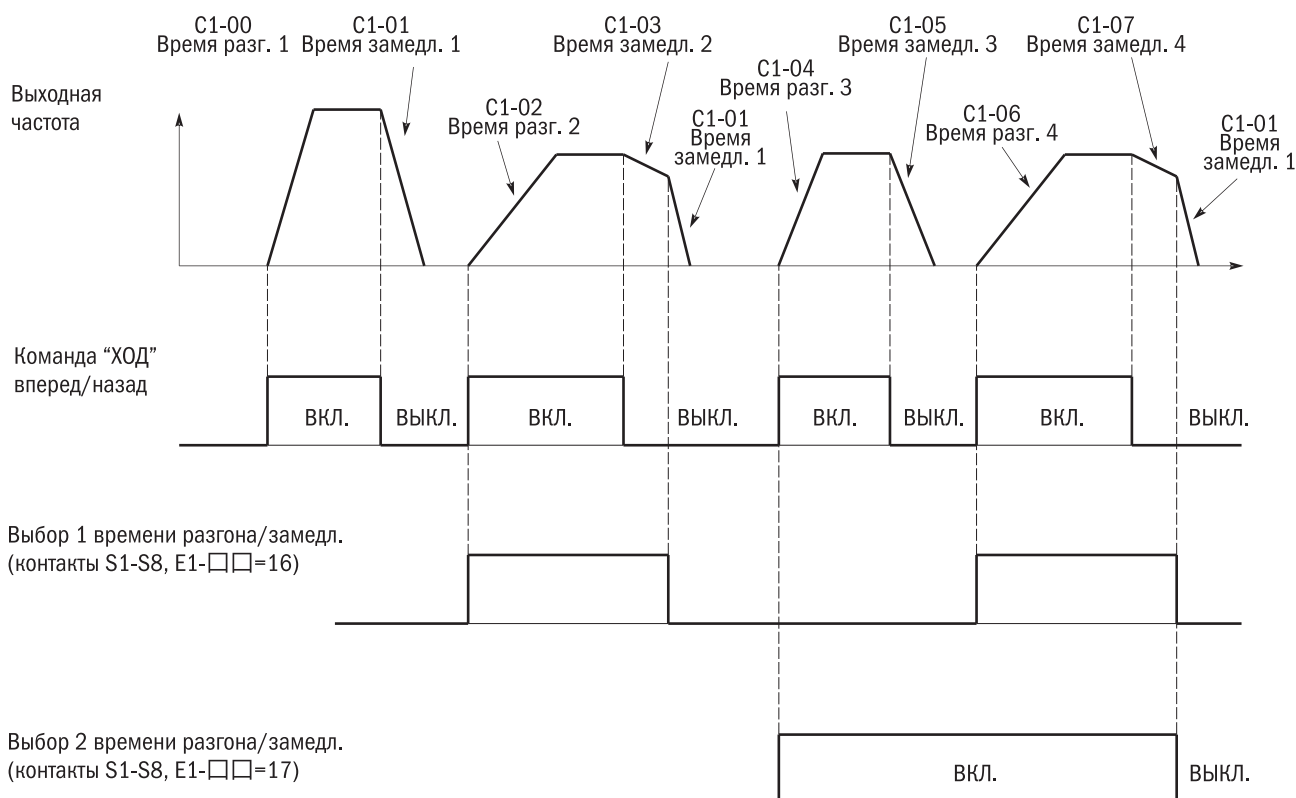 C1-00
Время разг. 1
C1-01
Время замедл. 1
C1-03
Время замедл. 2
C1-05
Время замедл. 3
C1-07
Время замедл. 4
C1-04
Время разг. 3
Выходная
частота
C1-02
Время разг. 2
C1-01
Время
замедл. 1
C1-06
Время разг. 4
C1-01
Время
замедл. 1
Команда “ХОД”
вперед/назад
ВКЛ.
ВЫКЛ.
ВКЛ.
ВЫКЛ.
ВКЛ.
ВЫКЛ.
ВКЛ.
ВЫКЛ.
Выбор 1 времени разгона/замедл.
(контакты S1-S8, E1-□□=16)
Выбор 2 времени разгона/замедл.
(контакты S1-S8, E1-□□=17)
ВКЛ.
ВЫКЛ.